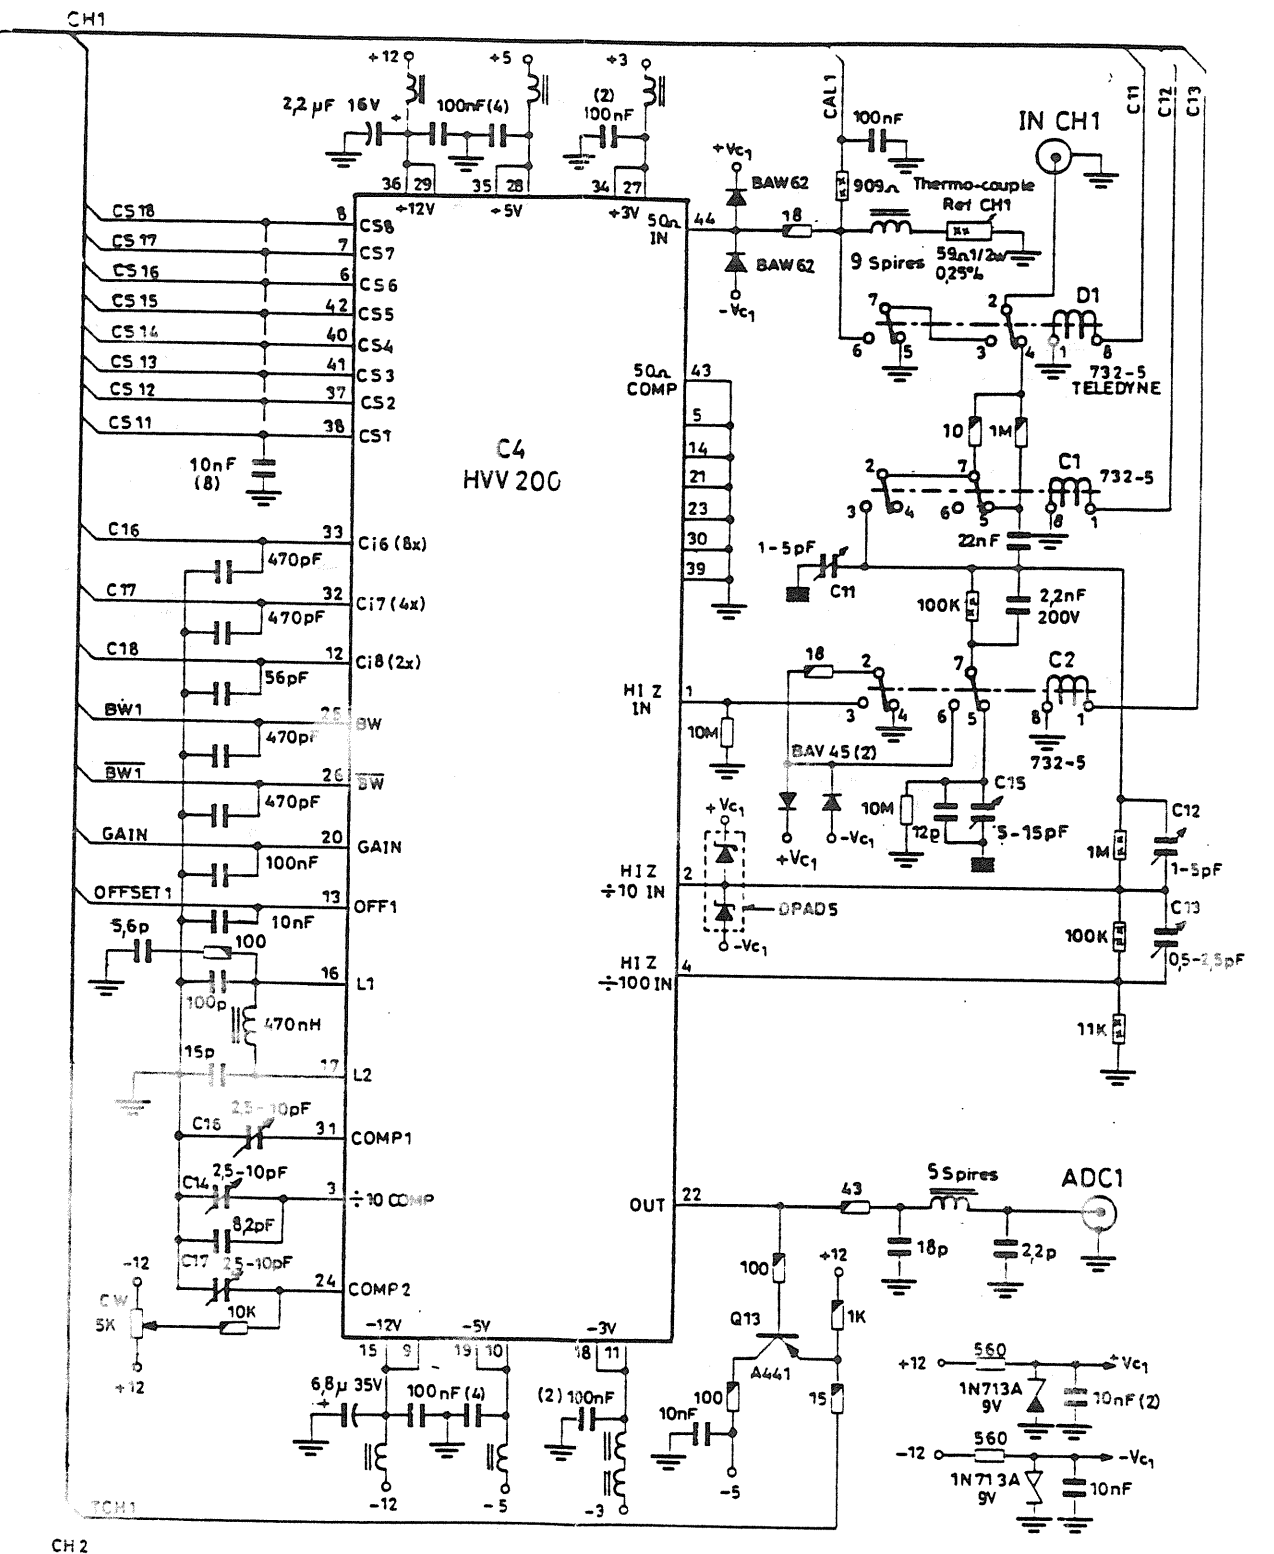 CH1
+12
+5
+3
2,2 µF 16V
+
100nF(4)
(2)
100nF
36
29
35
28
34
27
+12V
+5V
+3V
CAL 1
100nF
IN CH1
C11
C12
C13
+Vc1
BAW62
BAW62
-Vc1
909Ω
Thermo-couple
Ref CH1
18
9 Spires
59Ω 1/2W
0,25%
50Ω
IN
44
CS18
8
CS8
CS17
7
CS7
CS16
6
CS6
CS15
42
CS5
CS14
40
CS4
CS13
41
CS3
CS12
37
CS2
CS11
38
CS1
10nF
(8)
C4
HVV 200
7
2
D1
6
5
3
4
1
8
732-5
TELEDYNE
50Ω
COMP
43
5
14
21
23
30
39
10
1M
2
7
C1
732-5
3
4
6
5
8
1
22nF
1-5pF
C11
100K
2,2nF
200V
C16
33
Ci6 (8x)
470pF
C17
32
Ci7 (4x)
470pF
C18
12
Ci8 (2x)
56pF
BW1
25
BW
470pF
BW1
26
BW
470pF
GAIN
20
GAIN
100nF
OFFSET 1
13
OFF1
10nF
18
2
7
C2
HI Z
IN
1
3
4
6
5
8
1
732-5
10M
BAV 45 (2)
+Vc1
-Vc1
10M
12p
C15
5-15pF
C12
1M
1-5pF
+Vc1
HI Z
÷10 IN
2
DPAD5
-Vc1
C13
100K
0,5-2,5pF
HI Z
÷100 IN
4
11K
5,6p
100
16
L1
100p
470nH
15p
17
L2
2,5-10pF
C16
31
COMP1
2,5-10pF
C14
3
÷10 COMP
8,2pF
C17
2,5-10pF
24
COMP2
-12
CW
5K
10K
+12
OUT
22
43
5 Spires
ADC1
18p
2,2p
100
+12
1K
Q13
A441
100
15
10nF
-5
-12V
-5V
-3V
15
9
19
10
18
11
6,8µ 35V
+
100nF(4)
(2) 100nF
-12
-5
-3
+12
560
+Vc1
1N713A
9V
10nF(2)
-12
560
-Vc1
1N713A
9V
10nF
TCH1
CH2